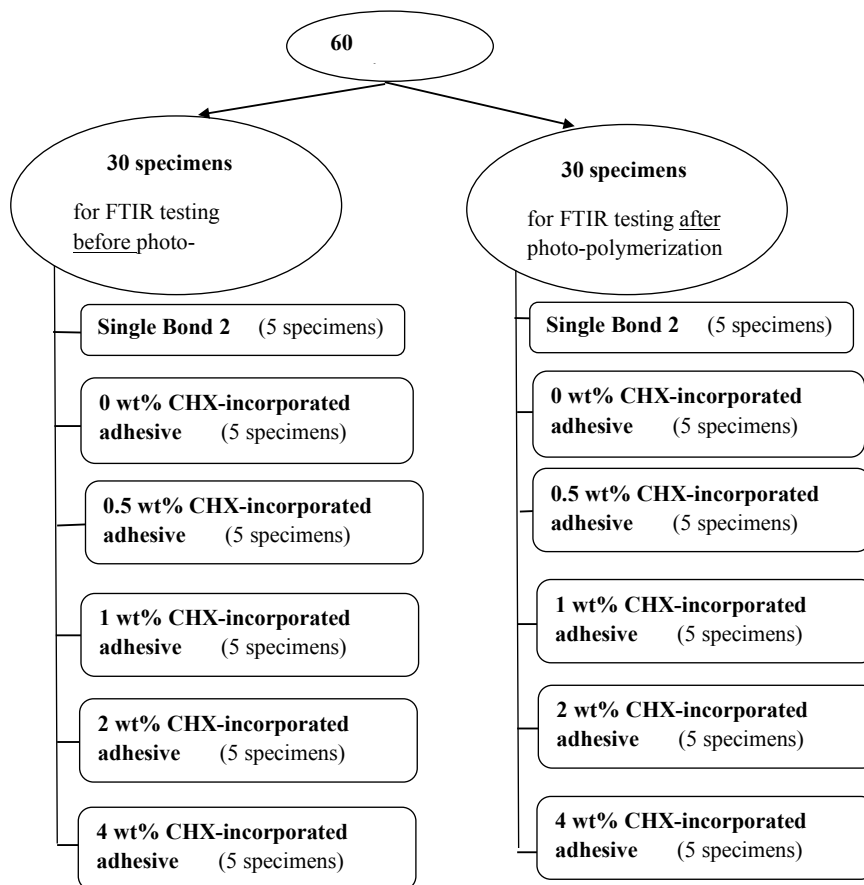 60
30 specimens
for FTIR testing
before photo-
Single Bond 2 (5 specimens)
0 wt% CHX-incorporated
adhesive (5 specimens)
0.5 wt% CHX-incorporated
adhesive (5 specimens)
1 wt% CHX-incorporated
adhesive (5 specimens)
2 wt% CHX-incorporated
adhesive (5 specimens)
4 wt% CHX-incorporated
adhesive (5 specimens)
30 specimens
for FTIR testing after
photo-polymerization
Single Bond 2 (5 specimens)
0 wt% CHX-incorporated
adhesive (5 specimens)
0.5 wt% CHX-incorporated
adhesive (5 specimens)
1 wt% CHX-incorporated
adhesive (5 specimens)
2 wt% CHX-incorporated
adhesive (5 specimens)
4 wt% CHX-incorporated
adhesive (5 specimens)